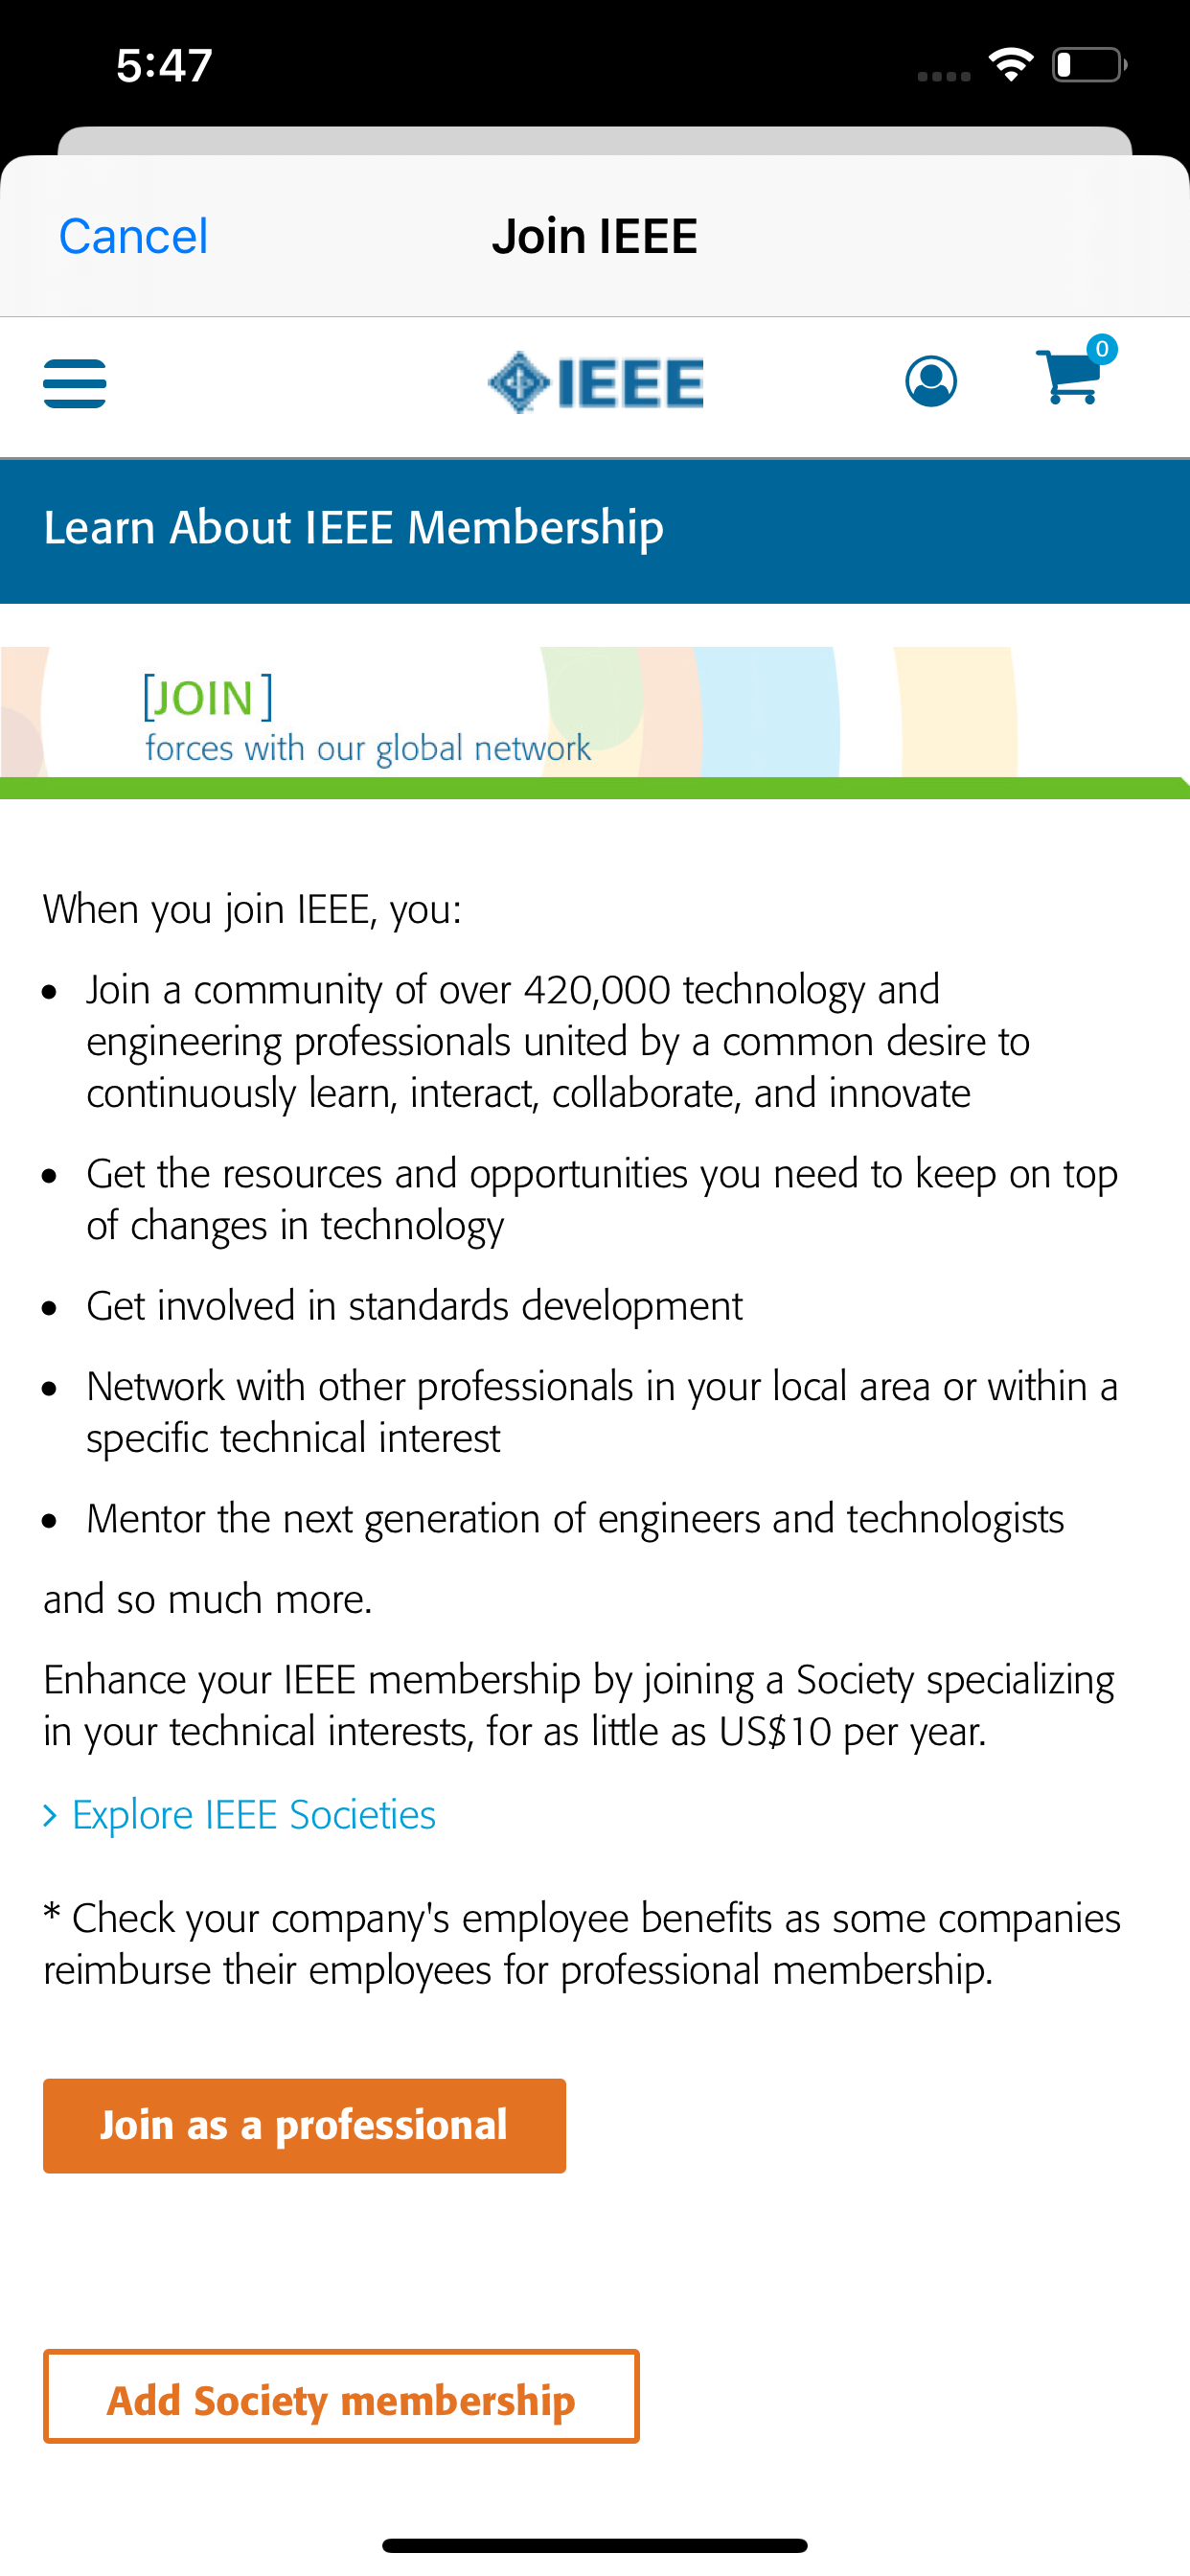 5:47
Cancel
Join IEEE
IEEE
0
Learn About IEEE Membership
[JOIN]
forces with our global network
When you join IEEE, you:
• Join a community of over 420,000 technology and
engineering professionals united by a common desire to
continuously learn, interact, collaborate, and innovate
• Get the resources and opportunities you need to keep on top
of changes in technology
• Get involved in standards development
• Network with other professionals in your local area or within a
specific technical interest
• Mentor the next generation of engineers and technologists
and so much more.
Enhance your IEEE membership by joining a Society specializing
in your technical interests, for as little as US$10 per year.
> Explore IEEE Societies
* Check your company's employee benefits as some companies
reimburse their employees for professional membership.
Join as a professional
Add Society membership